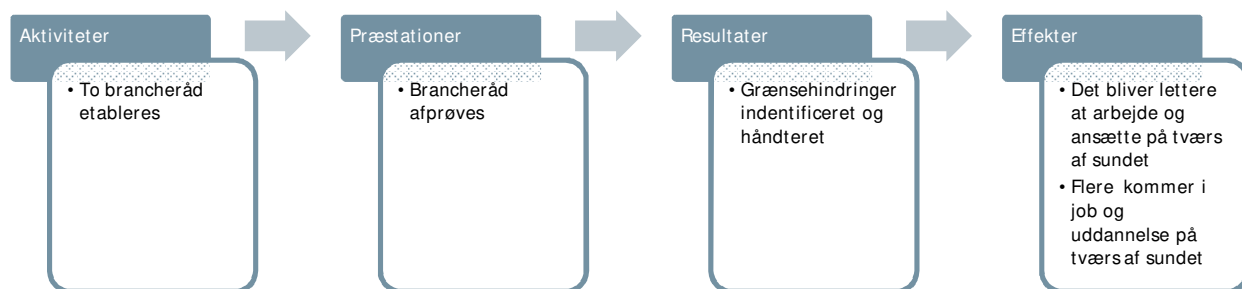 Aktiviteter
• To brancheråd
etableres
Præstationer
• Brancheråd
afprøves
Resultater
• Grænsehindringer
indentificeret og
håndteret
Effekter
• Det bliver lettere
at arbejde og
ansætte på tværs
af sundet
• Flere kommer i
job og
uddannelse på
tværs af sundet